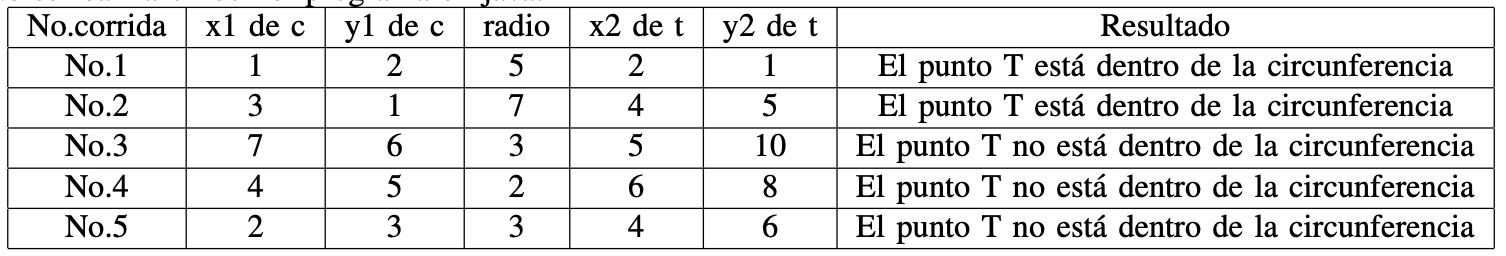 No.corrida x1 de c y1 de c radio x2 de t y2 de t Resultado
No.1 1 2 5 2 1 El punto T está dentro de la circunferencia
No.2 3 1 7 4 5 El punto T está dentro de la circunferencia
No.3 7 6 3 5 10 El punto T no está dentro de la circunferencia
No.4 4 5 2 6 8 El punto T no está dentro de la circunferencia
No.5 2 3 3 4 6 El punto T no está dentro de la circunferencia